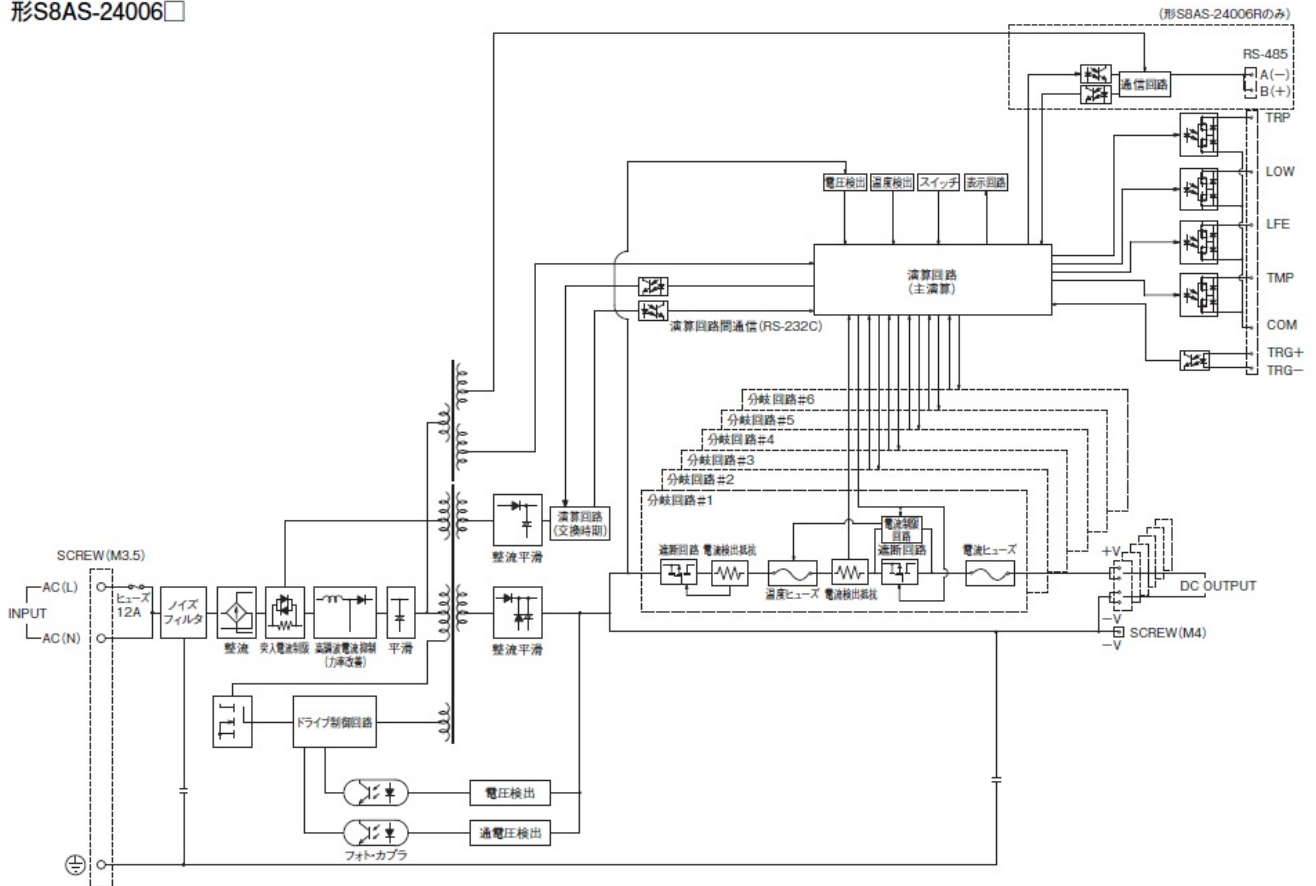 形S8AS-24006□
(形S8AS-24006Rのみ)
RS-485
通信回路
A(−)
B(+)
TRP
LOW
LFE
TMP
COM
TRG+
TRG−
電圧検出
温度検出
スイッチ
表示回路
演算回路
(主演算)
演算回路間通信(RS-232C)
分岐回路#6
分岐回路#5
分岐回路#4
分岐回路#3
分岐回路#2
分岐回路#1
演算回路
(交換時期)
整流平滑
電流制限
回路
遮断回路
電流検出抵抗
遮断回路
電流ヒューズ
温度ヒューズ
電流検出抵抗
+V
DC OUTPUT
−V
SCREW(M4)
−V
SCREW(M3.5)
AC(L)
INPUT
AC(N)
ヒューズ
12A
ノイズ
フィルタ
整流
突入電流制限
高調波電流抑制
(力率改善)
平滑
整流平滑
ドライブ制御回路
電圧検出
過電圧検出
フォト・カプラ